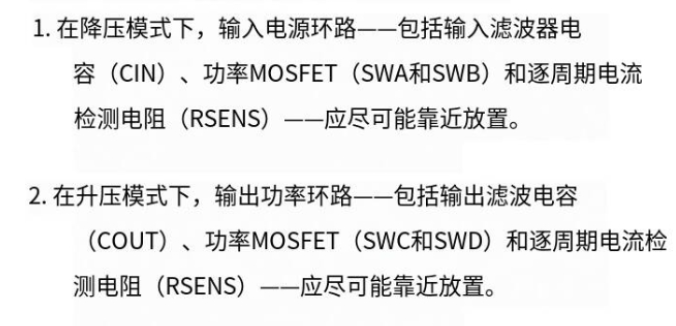 1. 在降压模式下，输入电源环路——包括输入滤波器电
容（CIN）、功率MOSFET（SWA和SWB）和逐周期电流
检测电阻（RSENS）——应尽可能靠近放置。
2. 在升压模式下，输出功率环路——包括输出滤波电容
（COUT）、功率MOSFET（SWC和SWD）和逐周期电流检
测电阻（RSENS）——应尽可能靠近放置。